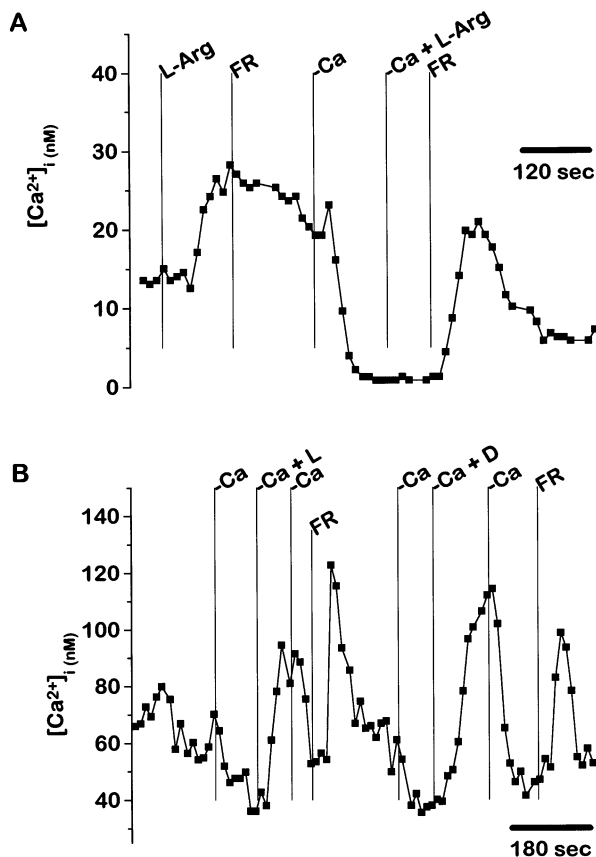 A
L-Arg
FR
-Ca
-Ca + L-Arg
FR
40
30
20
10
0
[Ca²⁺]i (nM)
120 sec
B
-Ca
-Ca + L
-Ca
FR
-Ca
-Ca + D
-Ca
FR
140
120
100
80
60
40
[Ca²⁺]i (nM)
180 sec